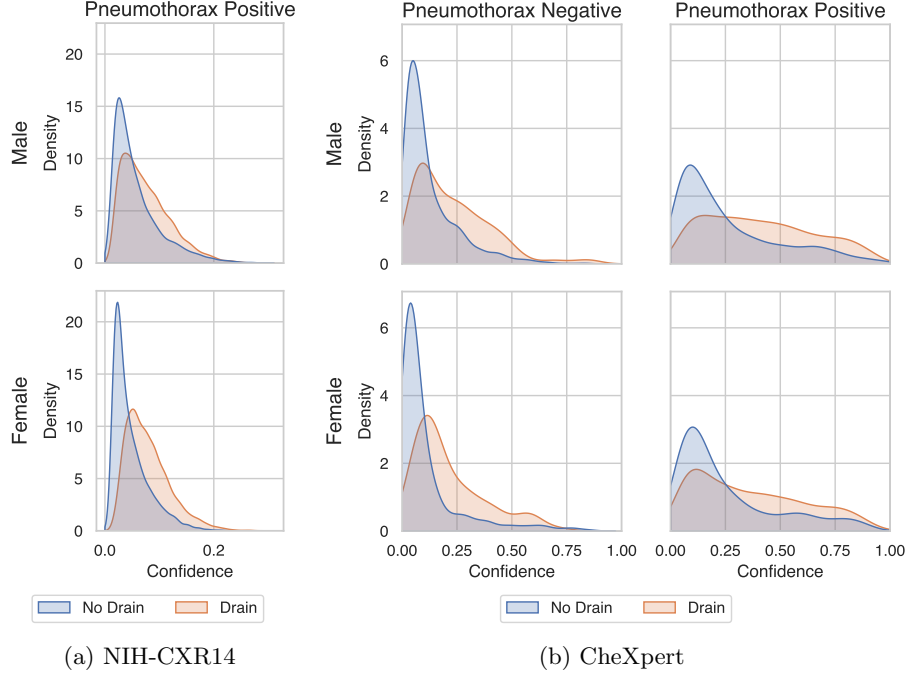 Pneumothorax Positive
Pneumothorax Negative
Pneumothorax Positive
Male
Density
20
15
10
5
0
Male
Density
6
4
2
0
Female
Density
20
15
10
5
0
0.0
0.2
Confidence
Female
Density
6
4
2
0
0.00
0.25
0.50
0.75
1.00
Confidence
0.00
0.25
0.50
0.75
1.00
Confidence
No Drain
Drain
No Drain
Drain
(a) NIH-CXR14
(b) CheXpert